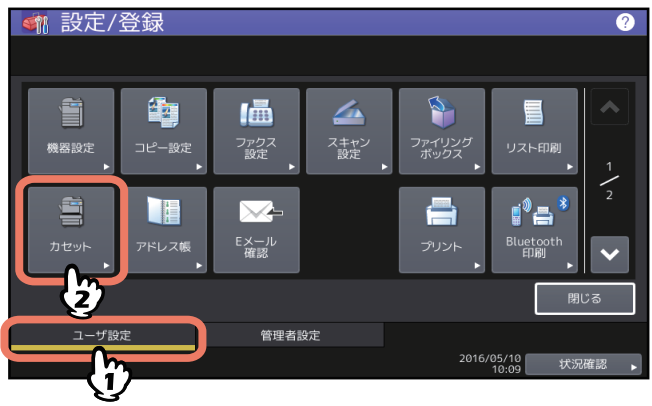 設定/登録
?
機器設定
コピー設定
ファクス
設定
スキャン
設定
ファイリング
ボックス
リスト印刷
1
/
2
カセット
アドレス帳
Eメール
確認
プリント
Bluetooth
印刷
2
閉じる
ユーザ設定
管理者設定
1
2016/05/10
10:09
状況確認